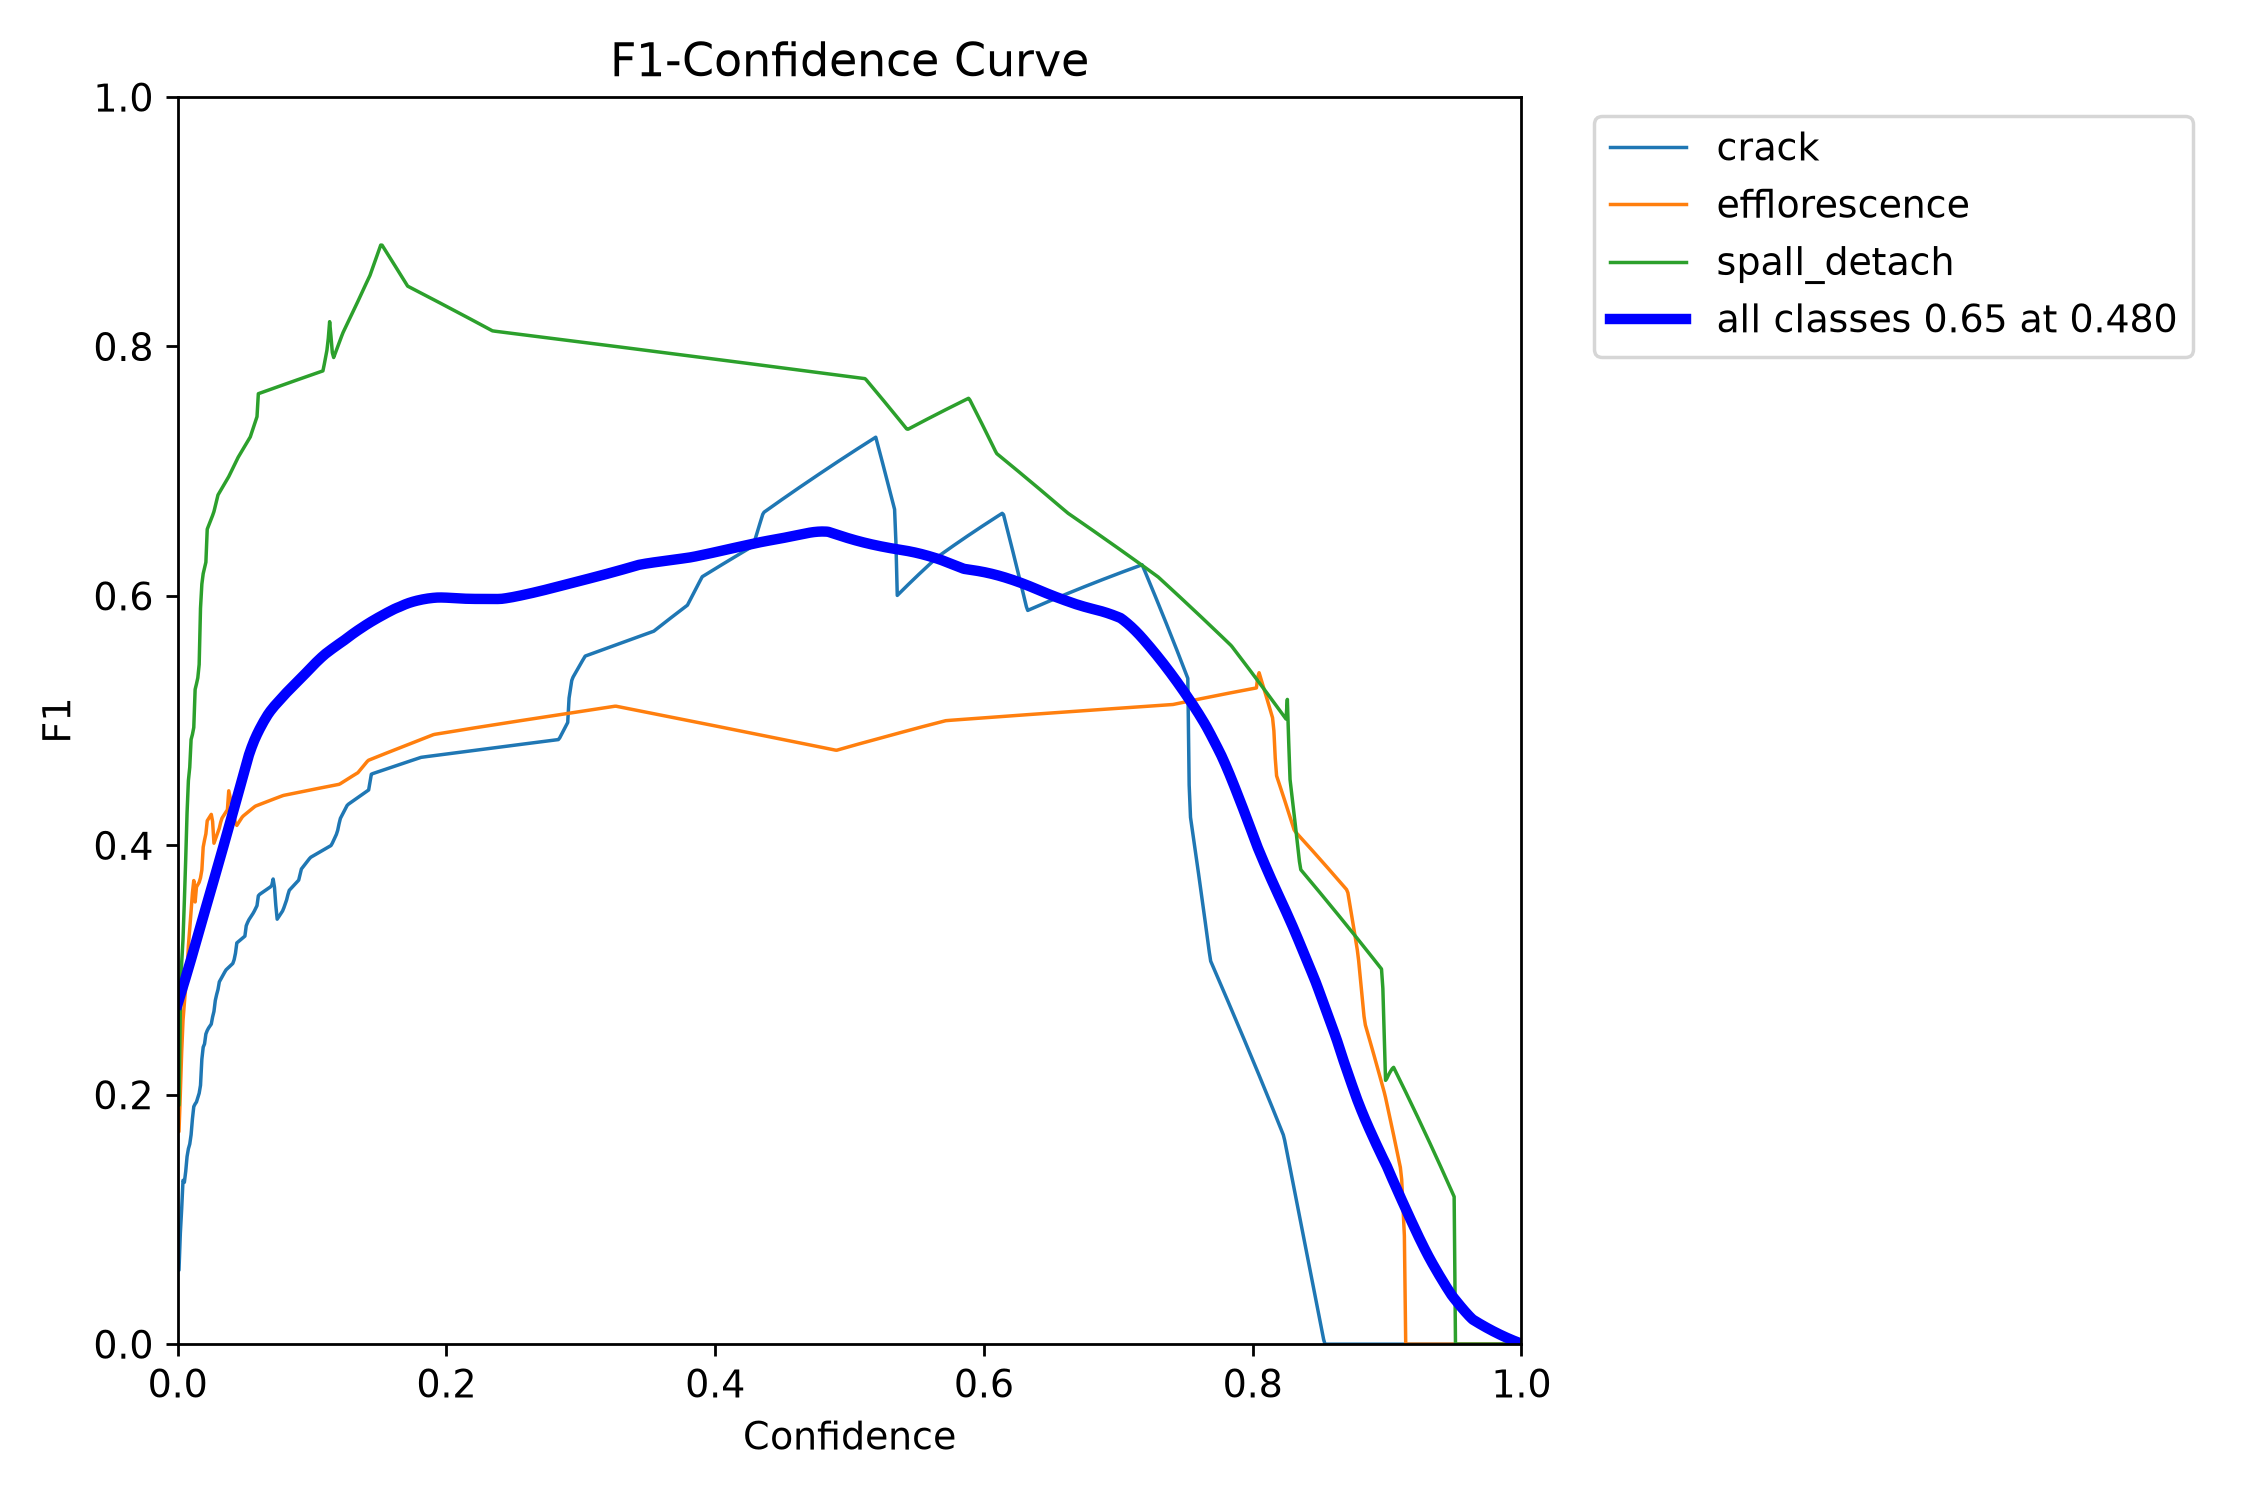 F1-Confidence Curve
1.0
0.8
0.6
0.4
0.2
0.0
F1
0.0 0.2 0.4 0.6 0.8 1.0
Confidence
crack
efflorescence
spall_detach
all classes 0.65 at 0.480